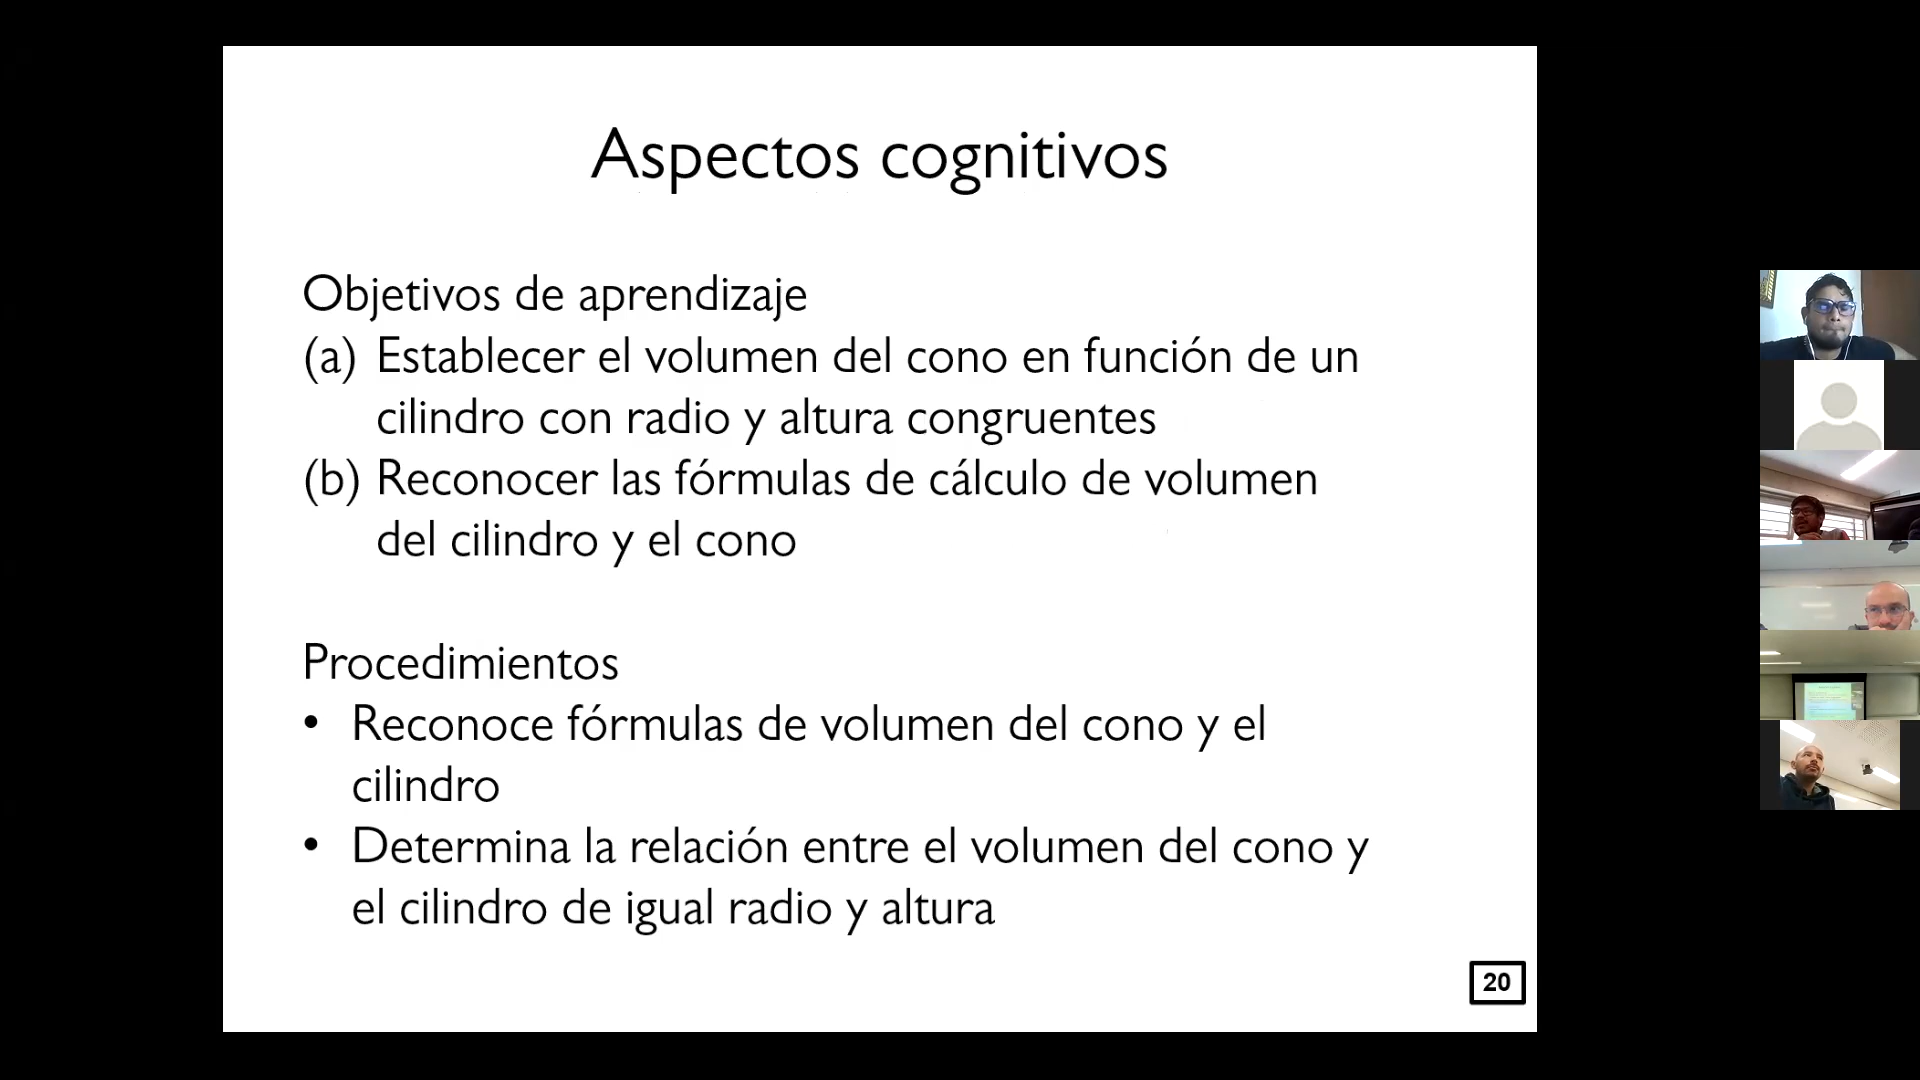 Aspectos cognitivos
Objetivos de aprendizaje
(a) Establecer el volumen del cono en función de un
cilindro con radio y altura congruentes
(b) Reconocer las fórmulas de cálculo de volumen
del cilindro y el cono
Procedimientos
• Reconoce fórmulas de volumen del cono y el
cilindro
• Determina la relación entre el volumen del cono y
el cilindro de igual radio y altura
20